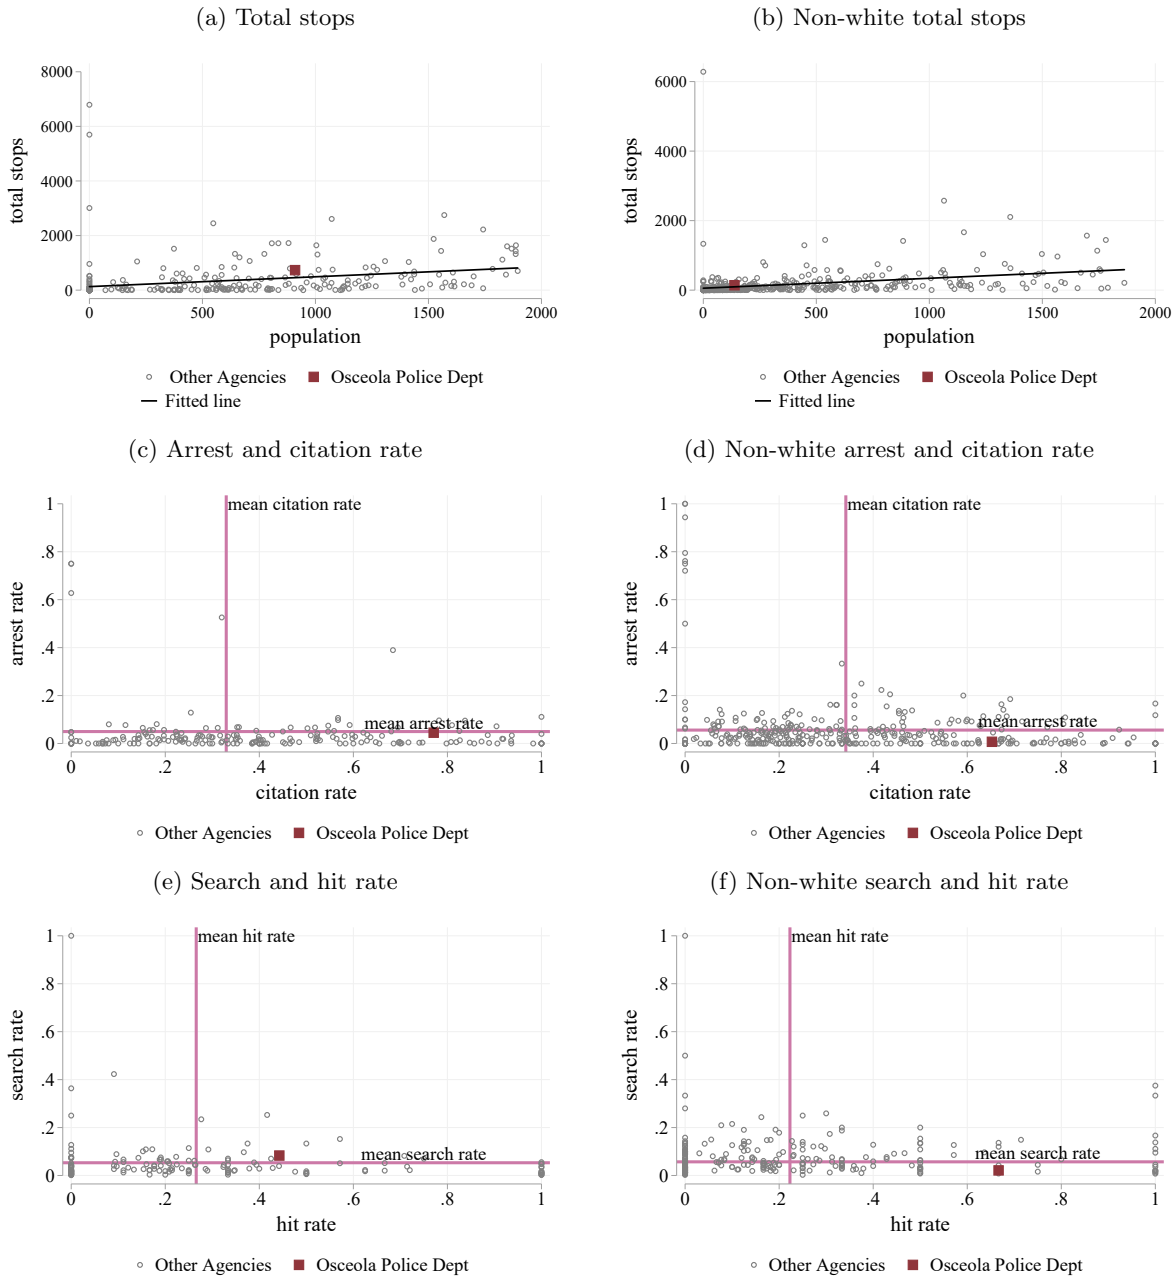 (a) Total stops
(b) Non-white total stops
total stops
8000
6000
4000
2000
0
0 500 1000 1500 2000
population
Other Agencies Osceola Police Dept
Fitted line
total stops
6000
4000
2000
0
0 500 1000 1500 2000
population
Other Agencies Osceola Police Dept
Fitted line
(c) Arrest and citation rate
(d) Non-white arrest and citation rate
arrest rate
1
.8
.6
.4
.2
0
mean citation rate
mean arrest rate
0 .2 .4 .6 .8 1
citation rate
Other Agencies Osceola Police Dept
arrest rate
1
.8
.6
.4
.2
0
mean citation rate
mean arrest rate
0 .2 .4 .6 .8 1
citation rate
Other Agencies Osceola Police Dept
(e) Search and hit rate
(f) Non-white search and hit rate
search rate
1
.8
.6
.4
.2
0
mean hit rate
mean search rate
0 .2 .4 .6 .8 1
hit rate
Other Agencies Osceola Police Dept
search rate
1
.8
.6
.4
.2
0
mean hit rate
mean search rate
0 .2 .4 .6 .8 1
hit rate
Other Agencies Osceola Police Dept